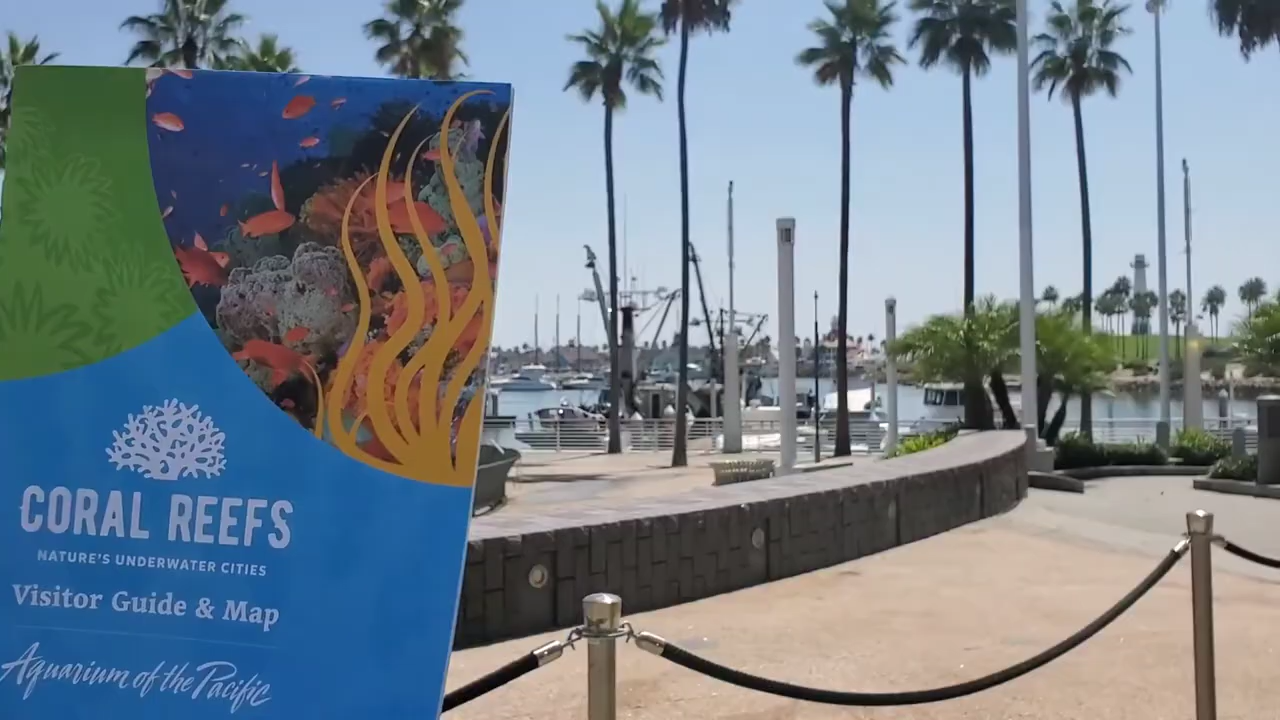 CORAL REEFS
NATURE'S UNDERWATER CITIES
Visitor Guide & Map
Aquarium of the Pacific